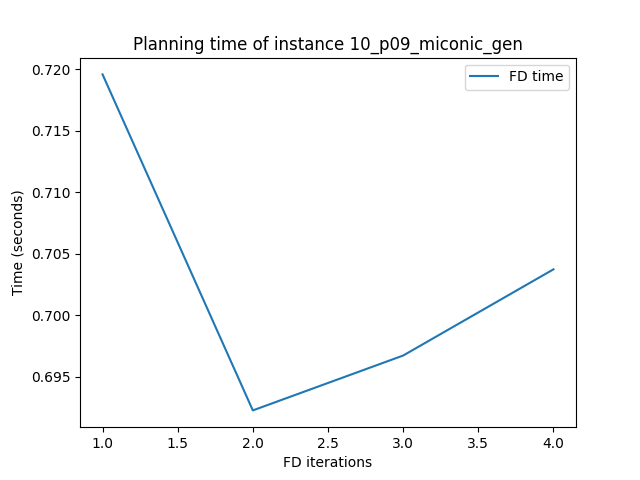 Planning time of instance 10_p09_miconic_gen
FD time
0.720
0.715
0.710
0.705
0.700
0.695
Time (seconds)
1.0 1.5 2.0 2.5 3.0 3.5 4.0
FD iterations